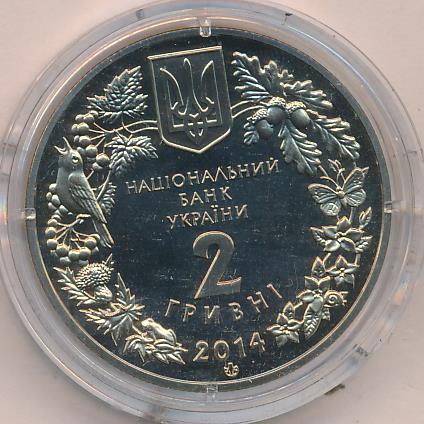 НАЦІОНАЛЬНИЙ
БАНК
УКРАЇНИ
2
ГРИВНІ
2014